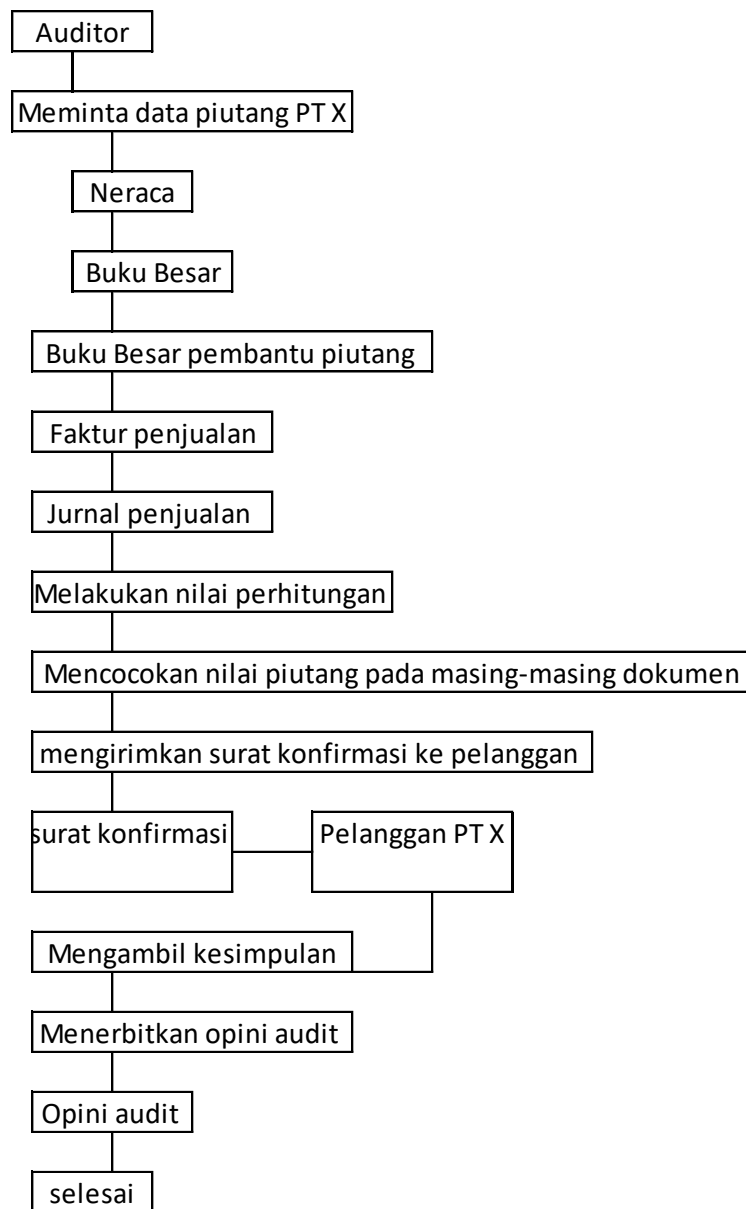 Auditor
Meminta data piutang PT X
Neraca
Buku Besar
Buku Besar pembantu piutang
Faktur penjualan
Jurnal penjualan
Melakukan nilai perhitungan
Mencocokan nilai piutang pada masing-masing dokumen
mengirimkan surat konfirmasi ke pelanggan
surat konfirmasi
Pelanggan PT X
Mengambil kesimpulan
Menerbitkan opini audit
Opini audit
selesai